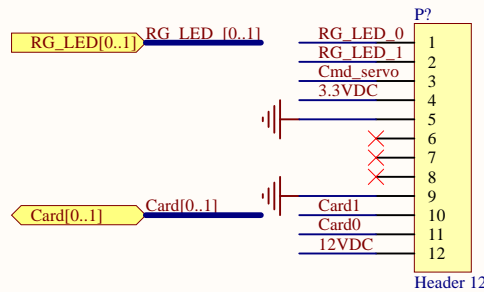 P?
RG_LED[0..1]
RG_LED_[0..1]
RG_LED_0
1
RG_LED_1
2
Cmd_servo
3
3.3VDC
4
5
6
7
8
9
Card[0..1]
Card[0..1]
Card1
10
Card0
11
12VDC
12
Header 12